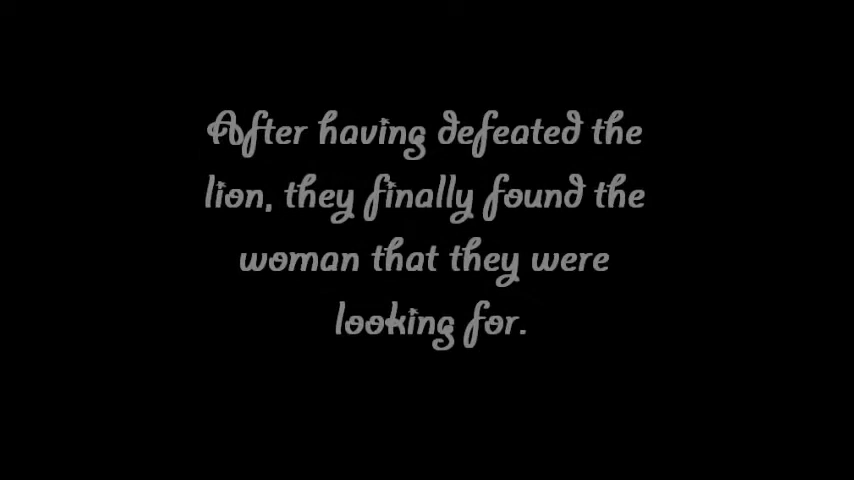 After having defeated the
lion, they finally found the
woman that they were
looking for.